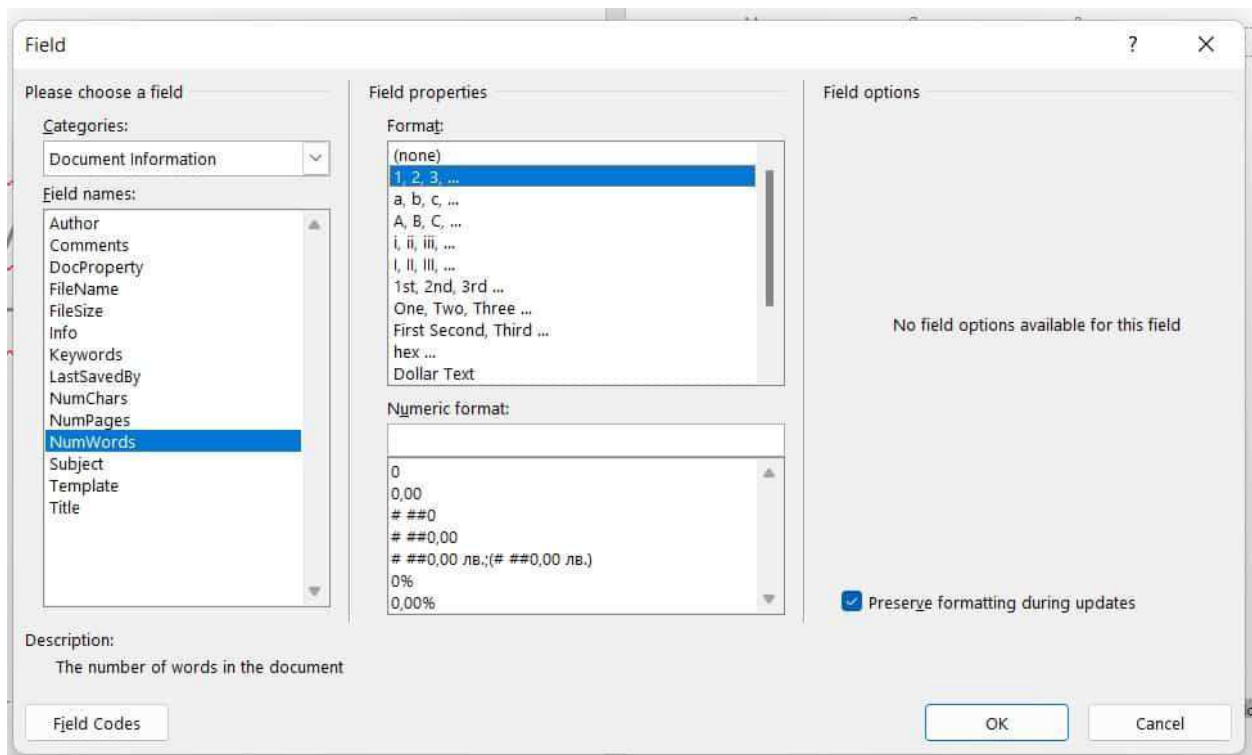 Field
?
Please choose a field
Categories:
Document Information
Field names:
Author
Comments
DocProperty
FileName
FileSize
Info
Keywords
LastSavedBy
NumChars
NumPages
NumWords
Subject
Template
Title
Field properties
Format:
(none)
1, 2, 3, ...
a, b, c, ...
A, B, C, ...
i, ii, iii, ...
I, II, III, ...
1st, 2nd, 3rd ...
One, Two, Three ...
First Second, Third ...
hex ...
Dollar Text
Numeric format:
0
0,00
# ##0
# ##0,00
# ##0,00 лв.;(# ##0,00 лв.)
0%
0,00%
Field options
No field options available for this field
Preserve formatting during updates
Description:
The number of words in the document
Field Codes
OK
Cancel